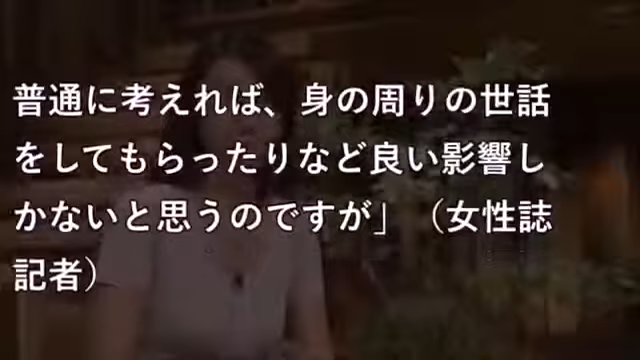 普通に考えれば、身の周りの世話
をしてもらったりなど良い影響し
かないと思うのですが」（女性誌
記者）